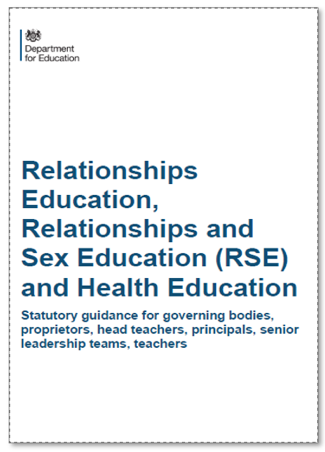 Department
for Education
Relationships
Education,
Relationships and
Sex Education (RSE)
and Health Education
Statutory guidance for governing bodies,
proprietors, head teachers, principals, senior
leadership teams, teachers